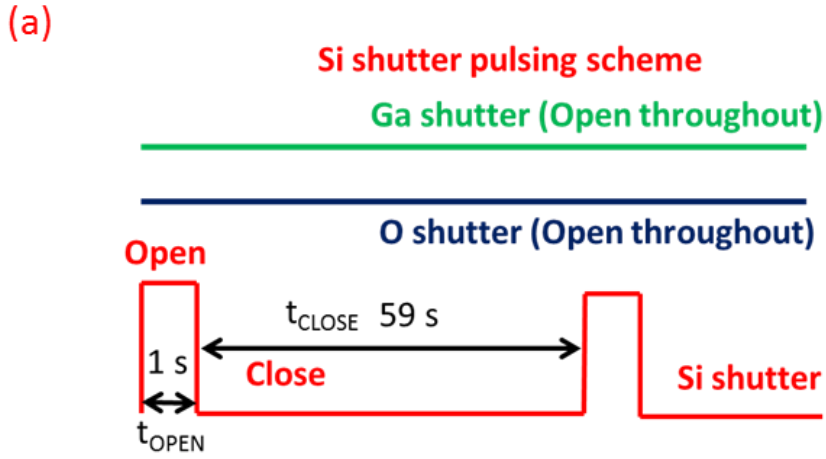 (a)
Si shutter pulsing scheme
Ga shutter (Open throughout)
O shutter (Open throughout)
Open
tCLOSE 59 s
1 s
Close
Si shutter
tOPEN